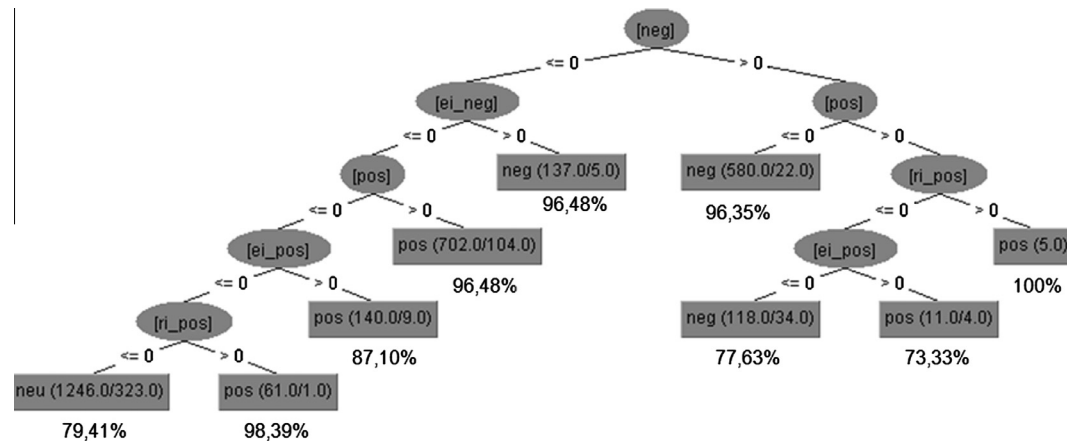 [neg]
<= 0 > 0
[ei_neg] [pos]
<= 0 > 0 <= 0 > 0
[pos] neg (137.0/5.0) neg (580.0/22.0) [ri_pos]
96,48% 96,35%
<= 0 > 0 <= 0 > 0
[ei_pos] pos (702.0/104.0) [ei_pos] pos (5.0)
96,48% 100%
<= 0 > 0 <= 0 > 0
[ri_pos] pos (140.0/9.0) neg (118.0/34.0) pos (11.0/4.0)
87,10% 77,63% 73,33%
<= 0 > 0
neu (1246.0/323.0) pos (61.0/1.0)
79,41% 98,39%